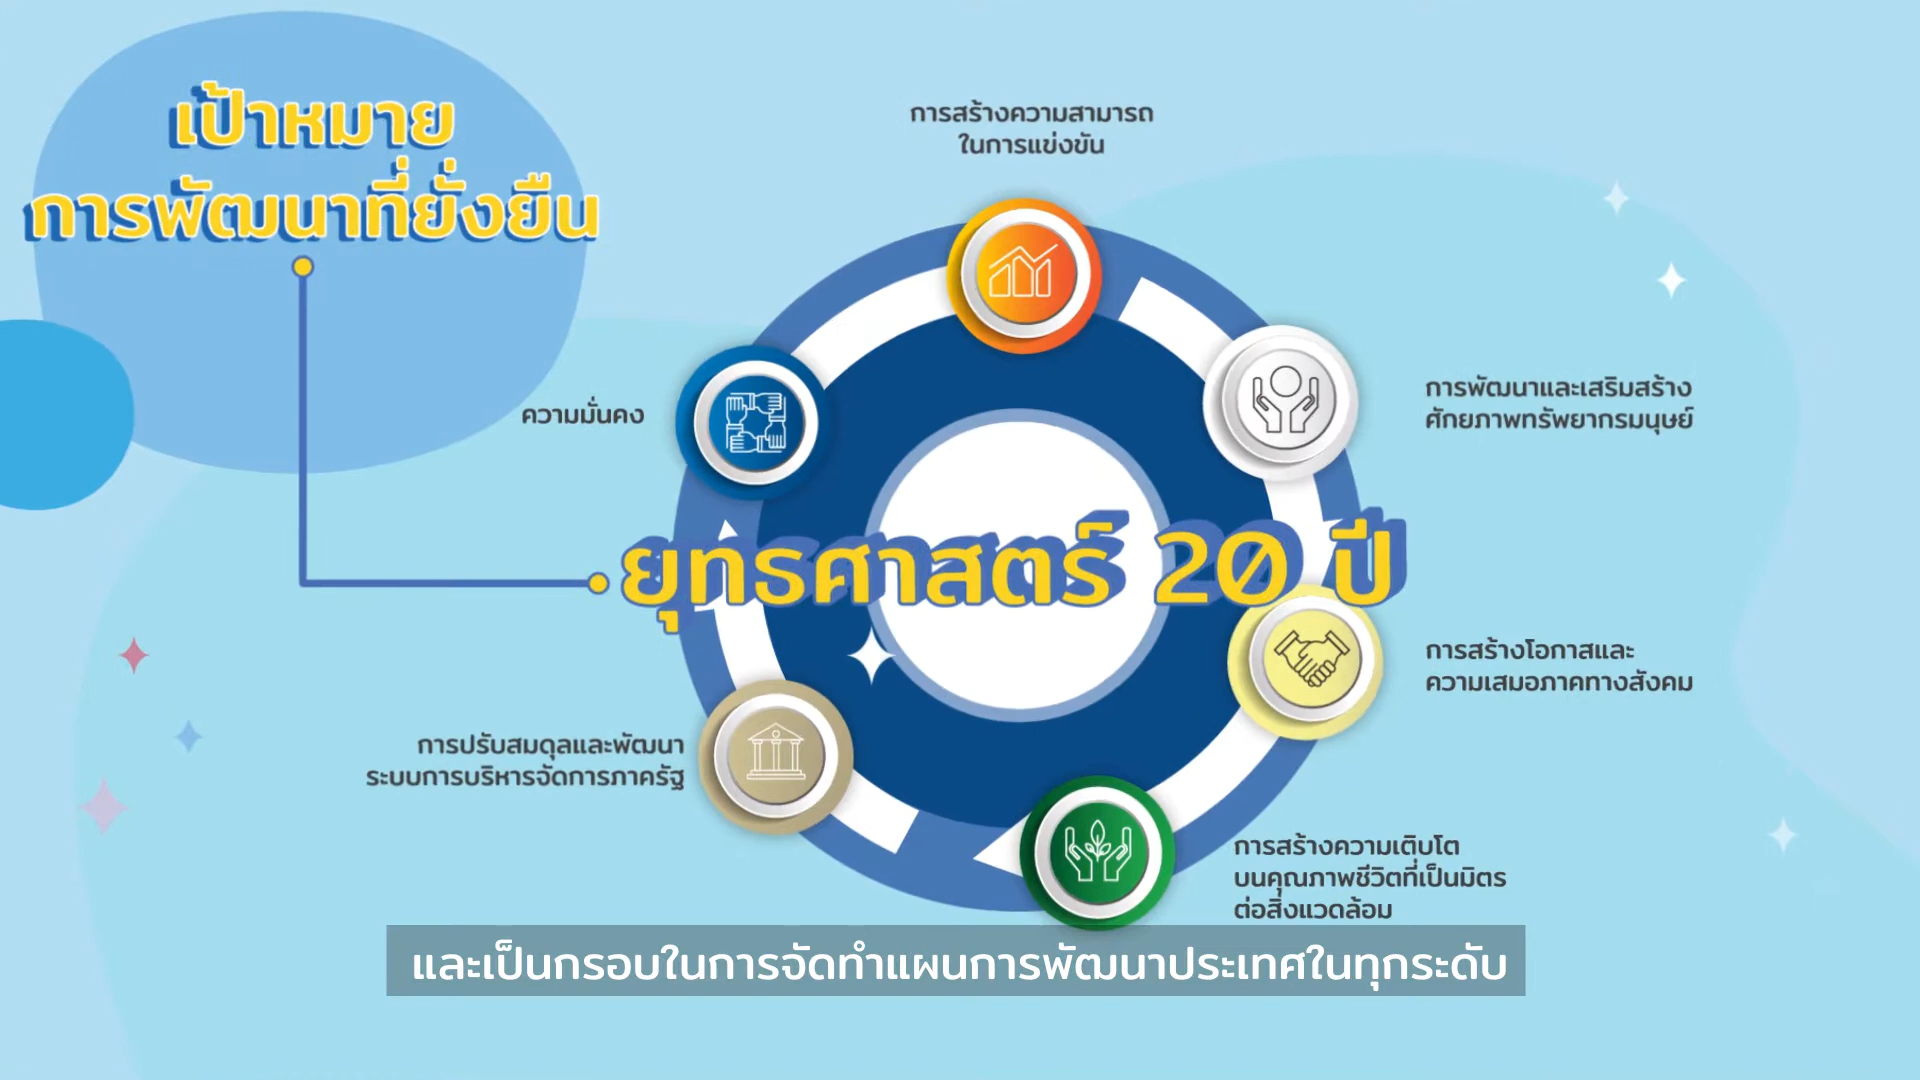 เป้าหมาย
การพัฒนาที่ยั่งยืน
การสร้างความสามารถ
ในการแข่งขัน
การพัฒนาและเสริมสร้าง
ศักยภาพทรัพยากรมนุษย์
ความมั่นคง
ยุทธศาสตร์ 20 ปี
การสร้างโอกาสและ
ความเสมอภาคทางสังคม
การปรับสมดุลและพัฒนา
ระบบการบริหารจัดการภาครัฐ
การสร้างความเติบโต
บนคุณภาพชีวิตที่เป็นมิตร
ต่อสิ่งแวดล้อม
และเป็นกรอบในการจัดทำแผนการพัฒนาประเทศในทุกระดับ